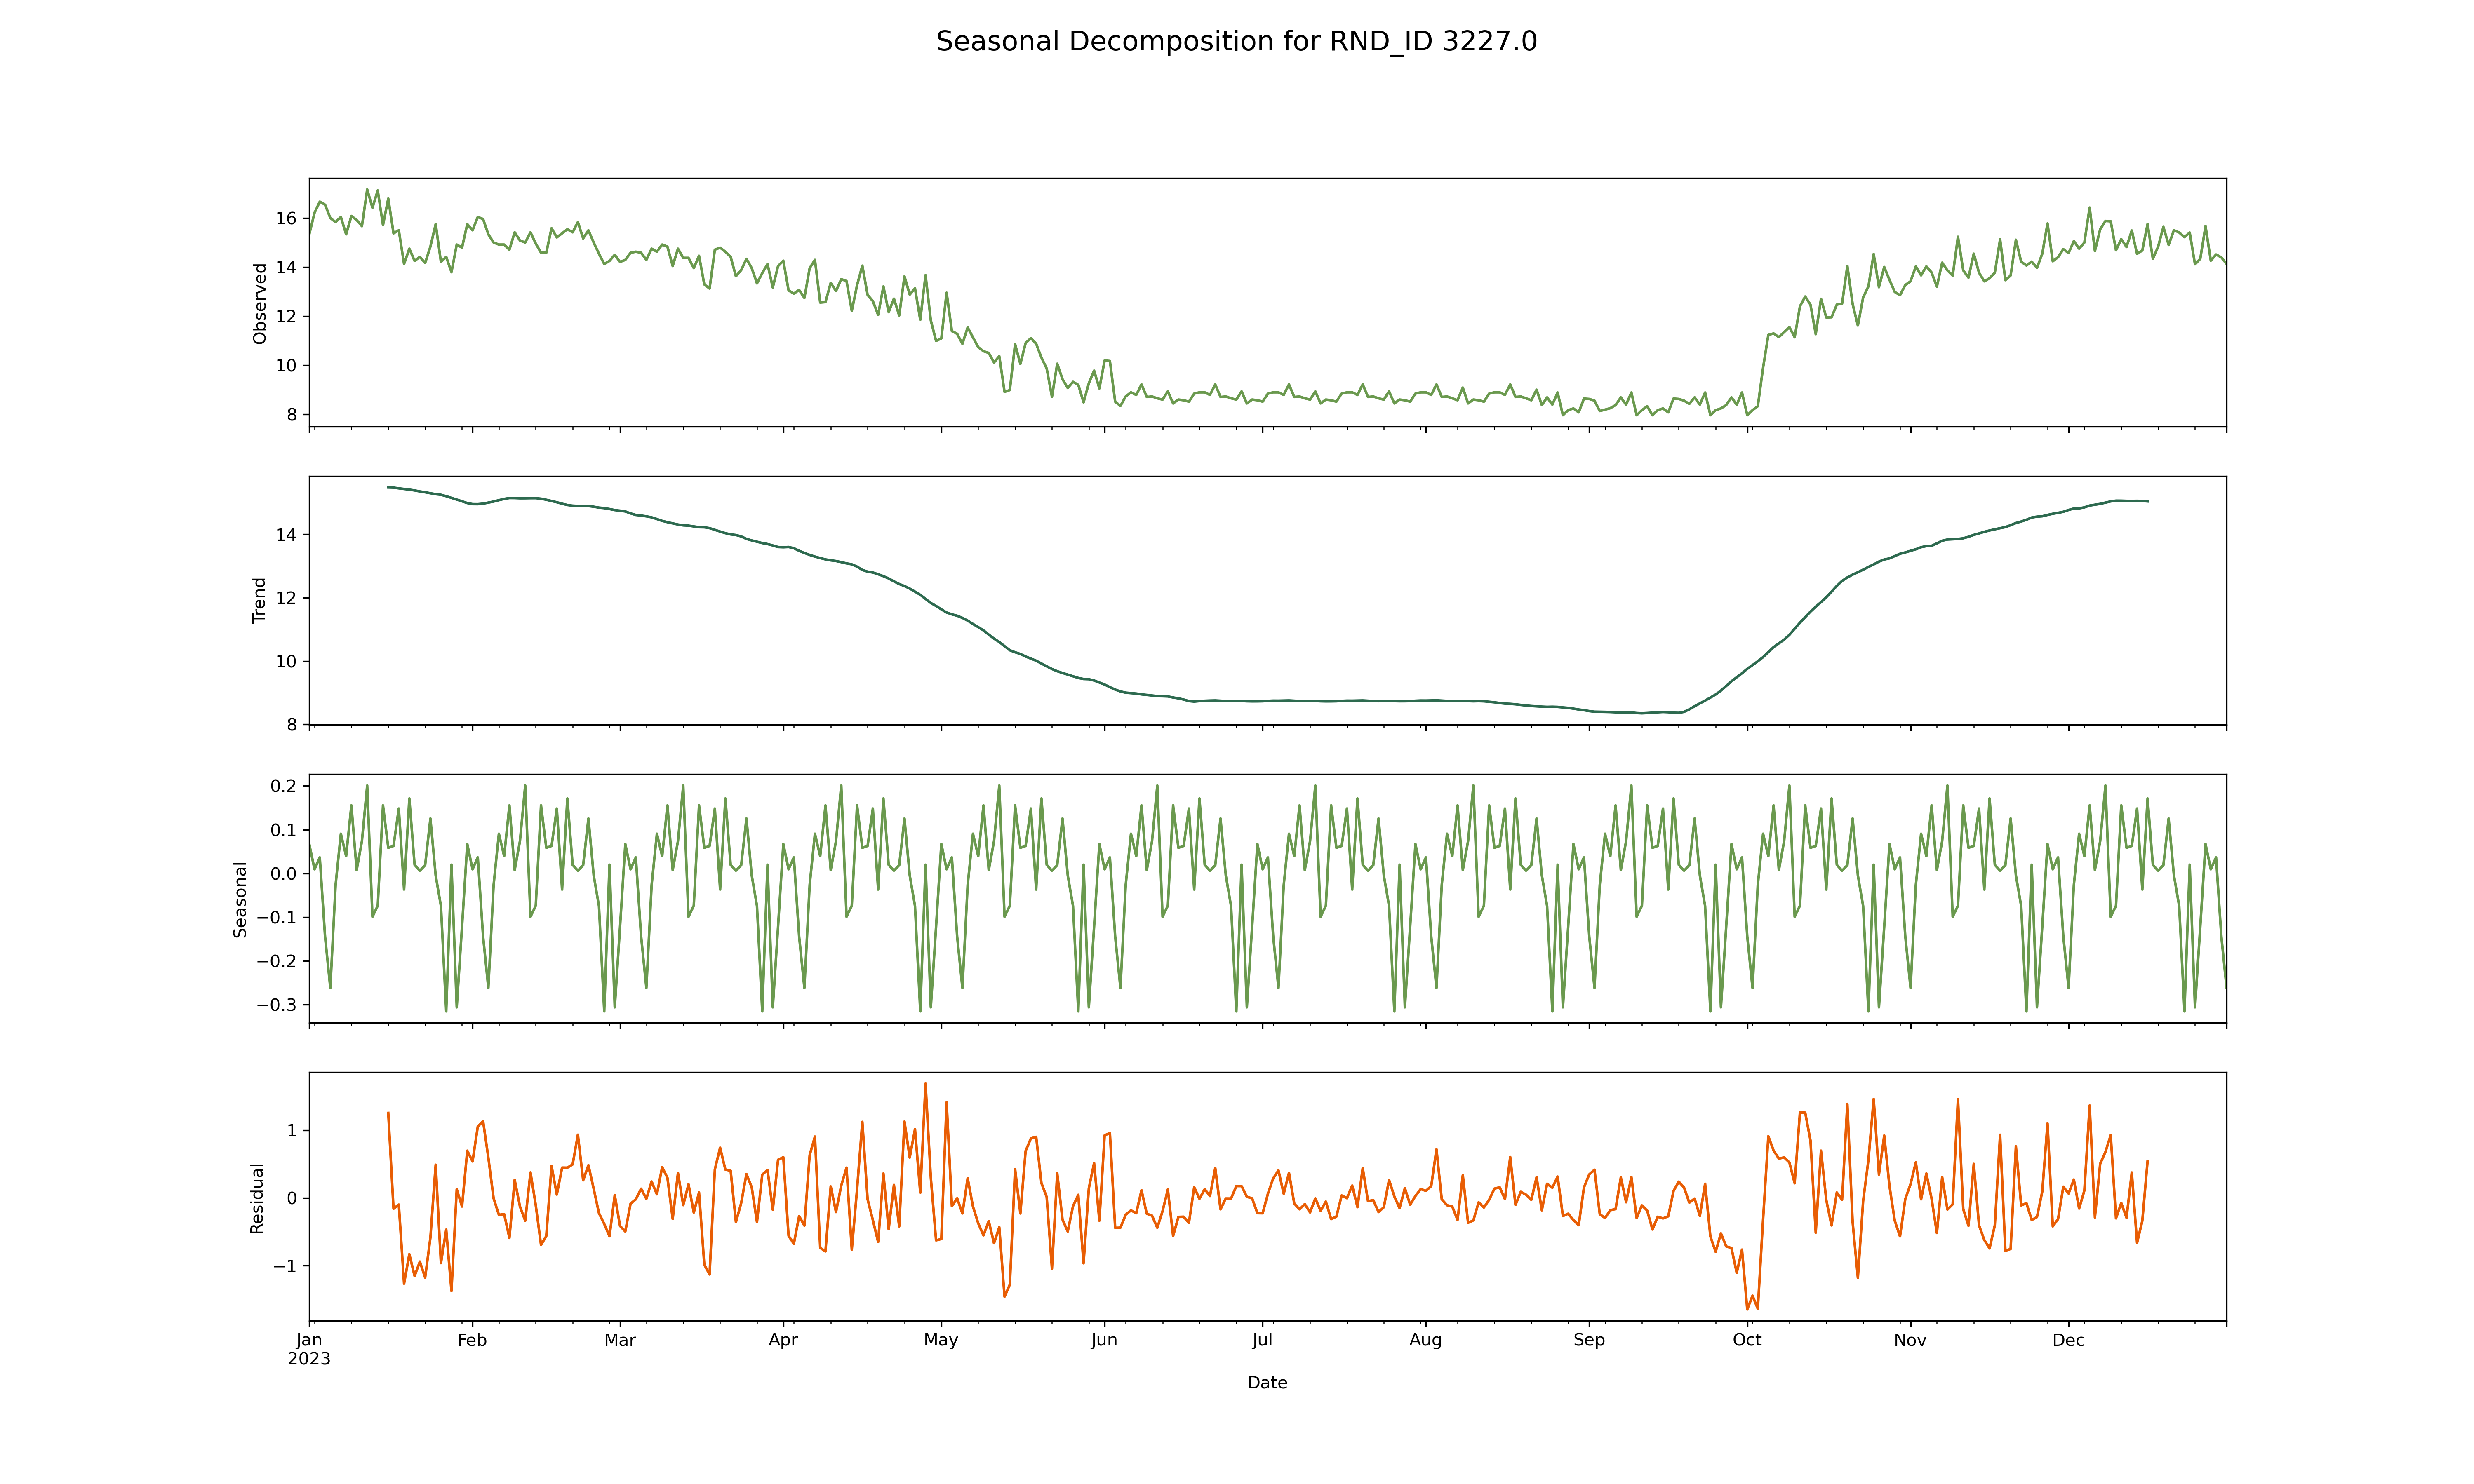 Seasonal Decomposition for RND_ID 3227.0
Observed
16
14
12
10
8
Trend
14
12
10
8
Seasonal
0.2
0.1
0.0
−0.1
−0.2
−0.3
Residual
1
0
−1
Jan Feb Mar Apr May Jun Jul Aug Sep Oct Nov Dec
2023
Date